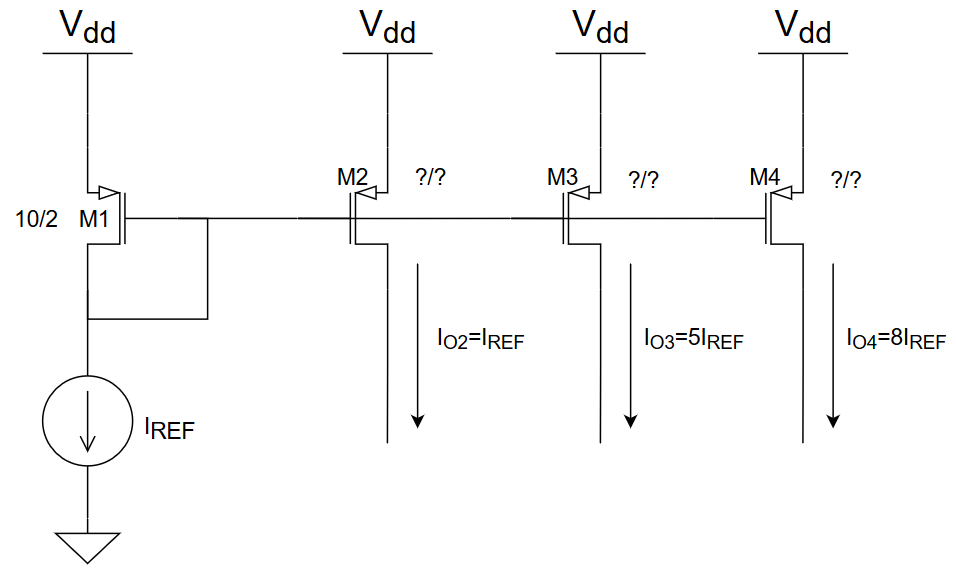 Vdd Vdd Vdd Vdd
M2 ?/? M3 ?/? M4 ?/?
10/2 M1
IO2=IREF IO3=5IREF IO4=8IREF
IREF